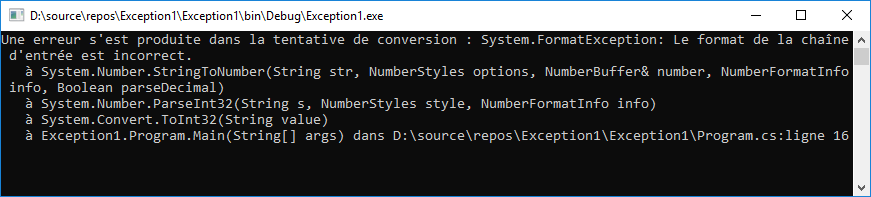 D:\source\repos\Exception1\Exception1\bin\Debug\Exception1.exe
Une erreur s'est produite dans la tentative de conversion : System.FormatException: Le format de la chaîne
d'entrée est incorrect.
à System.Number.StringToNumber(String str, NumberStyles options, NumberBuffer& number, NumberFormatInfo
info, Boolean parseDecimal)
à System.Number.ParseInt32(String s, NumberStyles style, NumberFormatInfo info)
à System.Convert.ToInt32(String value)
à Exception1.Program.Main(String[] args) dans D:\source\repos\Exception1\Exception1\Program.cs:ligne 16